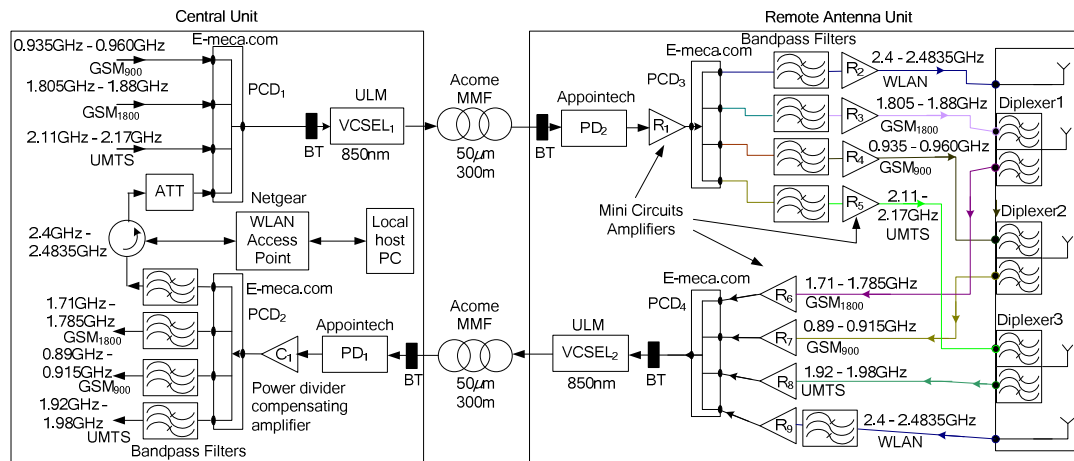 Central Unit
Remote Antenna Unit
E-meca.com
0.935GHz - 0.960GHz
GSM900
1.805GHz - 1.88GHz
GSM1800
2.11GHz - 2.17GHz
UMTS
PCD1
ATT
2.4GHz -
2.4835GHz
Netgear
WLAN
Access
Point
Local
host
PC
E-meca.com
PCD2
1.71GHz -
1.785GHz
GSM1800
0.89GHz -
0.915GHz
GSM900
1.92GHz-
1.98GHz
UMTS
Bandpass Filters
C1
Power divider
compensating
amplifier
Appointech
PD1
BT
ULM
VCSEL1
850nm
BT
Acome
MMF
50µm
300m
Acome
MMF
50µm
300m
Appointech
PD2
BT
R1
E-meca.com
PCD3
Bandpass Filters
R2
2.4 - 2.4835GHz
WLAN
R3
1.805 - 1.88GHz
GSM1800
R4
0.935 - 0.960GHz
GSM900
R5
2.11 -
2.17GHz
UMTS
Mini Circuits
Amplifiers
Diplexer1
Diplexer2
Diplexer3
E-meca.com
PCD4
R6
1.71 - 1.785GHz
GSM1800
R7
0.89 - 0.915GHz
GSM900
R8
1.92 - 1.98GHz
UMTS
R9
2.4 - 2.4835GHz
WLAN
ULM
VCSEL2
850nm
BT